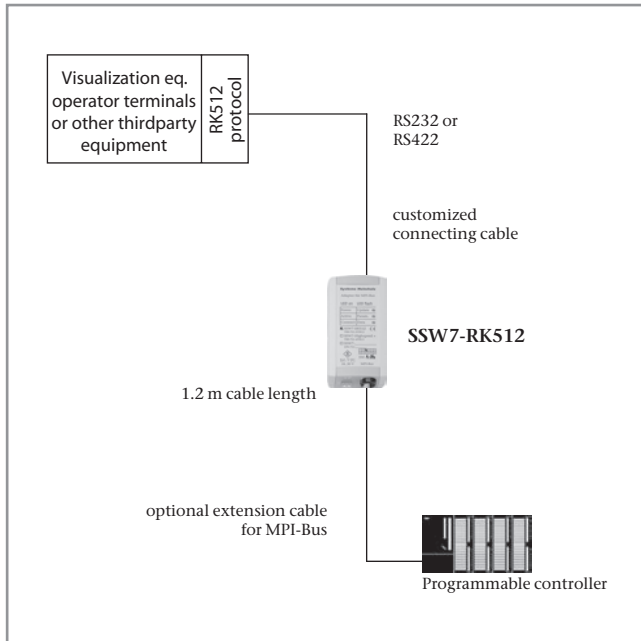 Visualization eq.
operator terminals
or other thirdparty
equipment
RK512
protocol
RS232 or
RS422
customized
connecting cable
SSW7-RK512
1.2 m cable length
optional extension cable
for MPI-Bus
Programmable controller